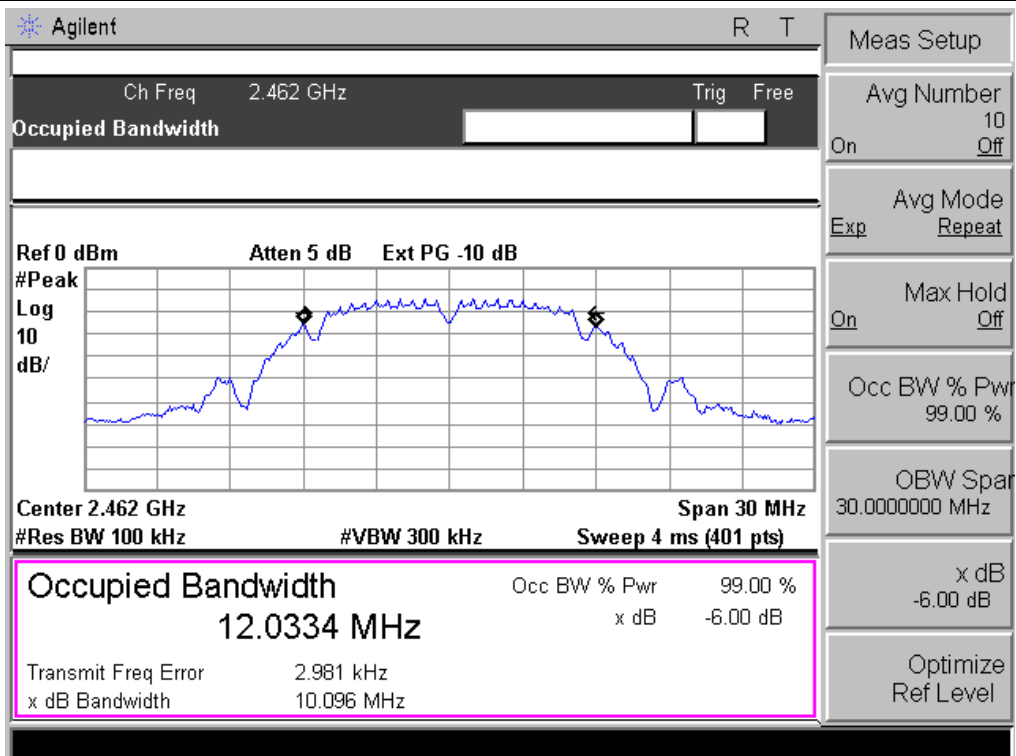 Agilent R T
Ch Freq 2.462 GHz Trig Free
Occupied Bandwidth
Ref 0 dBm Atten 5 dB Ext PG -10 dB
#Peak
Log
10
dB/
Center 2.462 GHz Span 30 MHz
#Res BW 100 kHz #VBW 300 kHz Sweep 4 ms (401 pts)
Occupied Bandwidth Occ BW % Pwr 99.00 %
12.0334 MHz x dB -6.00 dB
Transmit Freq Error 2.981 kHz
x dB Bandwidth 10.096 MHz
Meas Setup
Avg Number
10
On Off
Avg Mode
Exp Repeat
Max Hold
On Off
Occ BW % Pwr
99.00 %
OBW Span
30.0000000 MHz
x dB
-6.00 dB
Optimize
Ref Level